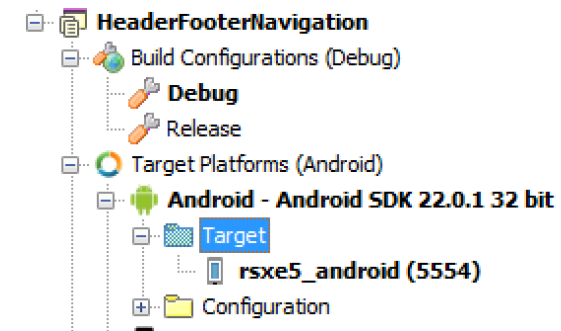 HeaderFooterNavigation
Build Configurations (Debug)
Debug
Release
Target Platforms (Android)
Android - Android SDK 22.0.1 32 bit
Target
rsxe5_android (5554)
Configuration